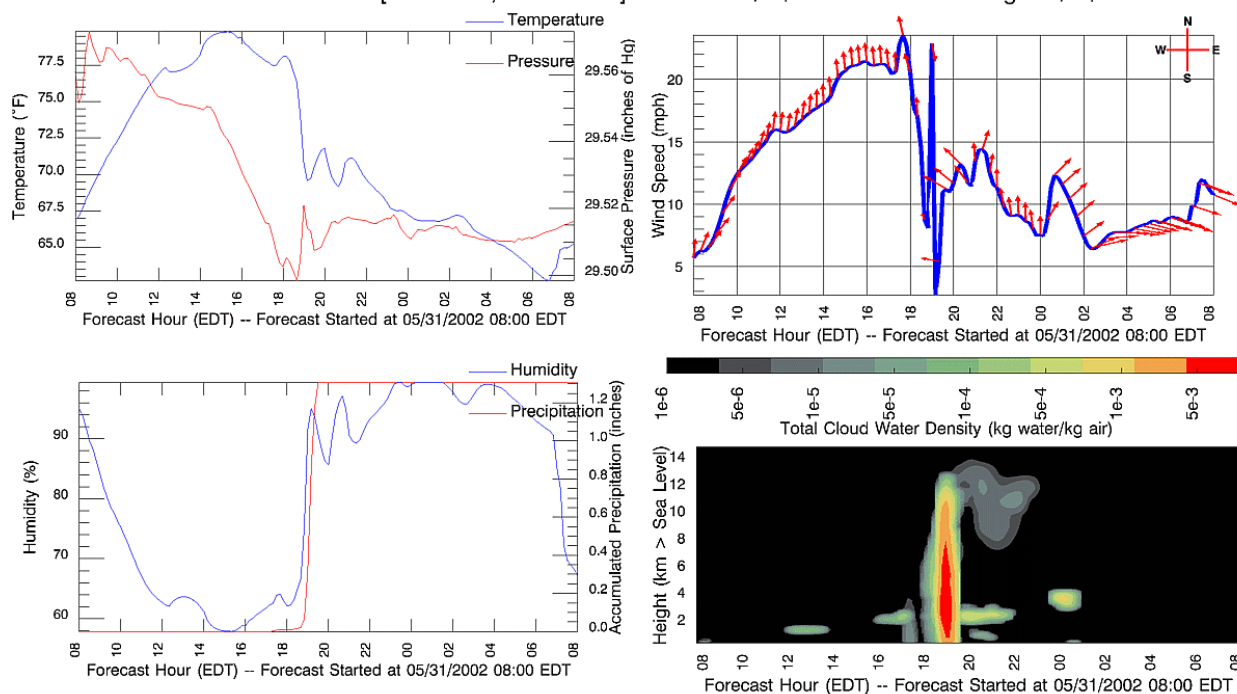 Temperature
Pressure
77.5
75.0
72.5
70.0
67.5
65.0
Temperature (°F)
29.56
29.54
29.52
29.50
Surface Pressure (inches of Hg)
08 10 12 14 16 18 20 22 00 02 04 06 08
Forecast Hour (EDT) -- Forecast Started at 05/31/2002 08:00 EDT
N
W E
S
20
15
10
5
Wind Speed (mph)
08 10 12 14 16 18 20 22 00 02 04 06 08
Forecast Hour (EDT) -- Forecast Started at 05/31/2002 08:00 EDT
Humidity
Precipitation
90
80
70
60
Humidity (%)
1.2
1.0
0.8
0.6
0.4
0.2
0.0
Accumulated Precipitation (inches)
08 10 12 14 16 18 20 22 00 02 04 06 08
Forecast Hour (EDT) -- Forecast Started at 05/31/2002 08:00 EDT
1e-6 5e-6 1e-5 5e-5 1e-4 5e-4 1e-3 5e-3
Total Cloud Water Density (kg water/kg air)
14
12
10
8
6
4
2
Height (km > Sea Level)
08 10 12 14 16 18 20 22 00 02 04 06 08
Forecast Hour (EDT) -- Forecast Started at 05/31/2002 08:00 EDT